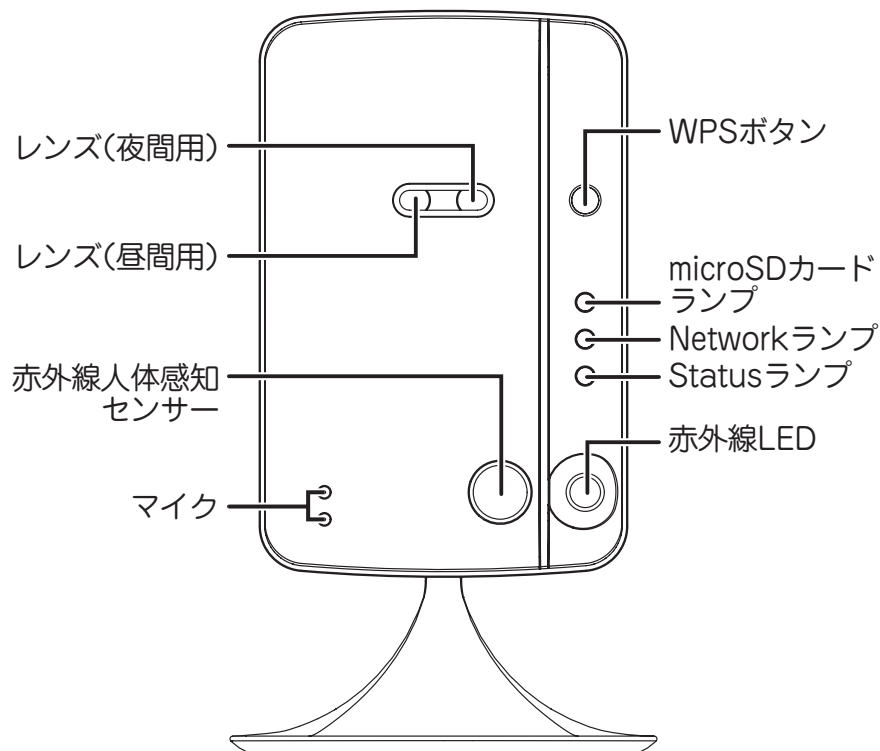 レンズ(夜間用)
レンズ(昼間用)
赤外線人体感知
センサー
マイク
WPSボタン
microSDカード
ランプ
Networkランプ
Statusランプ
赤外線LED